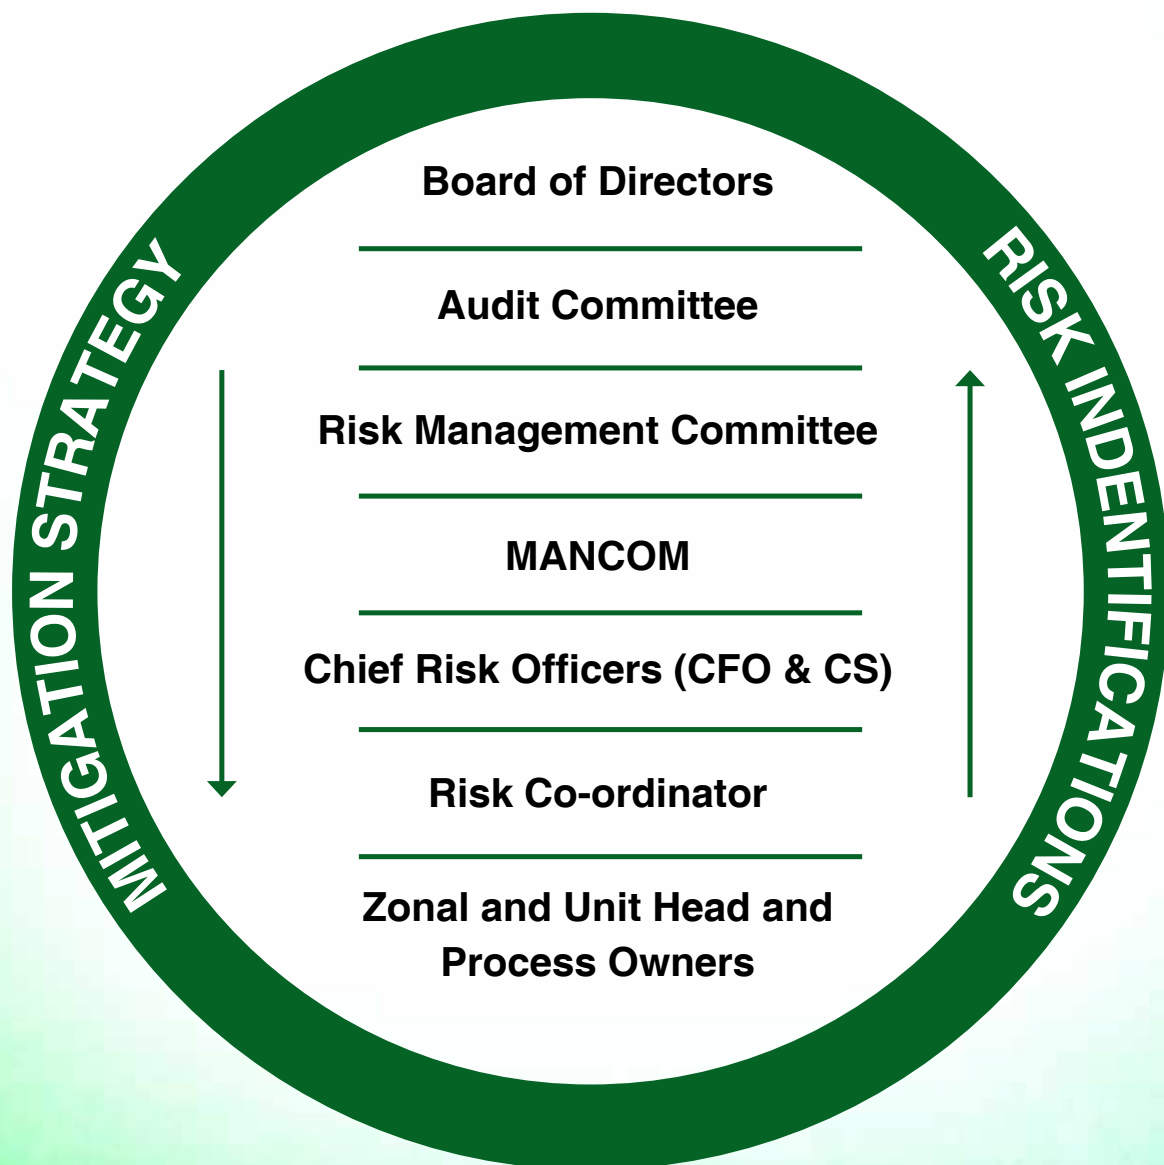 Board of Directors
Audit Committee
Risk Management Committee
MANCOM
Chief Risk Officers (CFO & CS)
Risk Co-ordinator
Zonal and Unit Head and
Process Owners
MITIGATION STRATEGY
RISK INDENTIFICATIONS